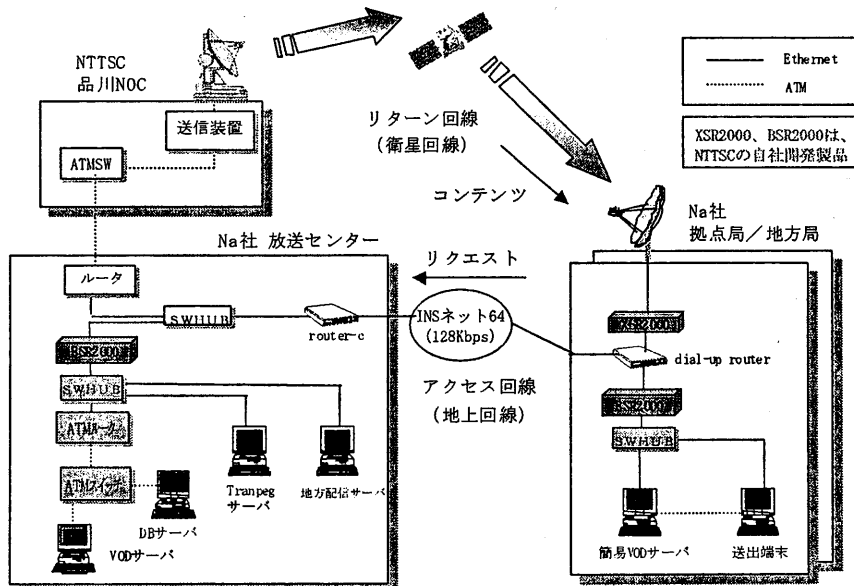 NTTSC
品川NOC
送信装置
ATMSW
リターン回線
(衛星回線)
コンテンツ
Ethernet
ATM
XSR2000、BSR2000は、
NTTSCの自社開発製品
Na社
拠点局／地方局
Na社 放送センター
ルータ
SWHUB
router-c
リクエスト
INSネット64
(128Kbps)
アクセス回線
(地上回線)
XSR2000
dial-up router
BSR2000
SWHUB
簡易VODサーバ
送出端末
BSR2000
SWHUB
ATMルータ
ATMスイッチ
Tranpeg
サーバ
地方配信サーバ
DBサーバ
VODサーバ